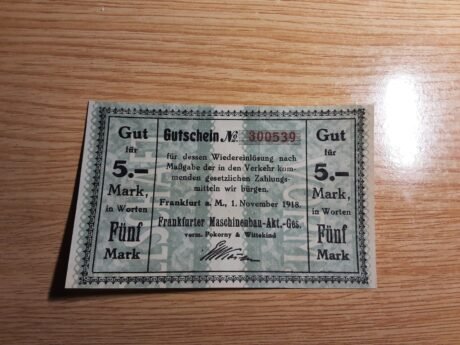 Gut
für
5.—
Mark,
in Worten
Fünf
Mark
Gutschein No 300539
für dessen Wiedereinlösung nach
Maßgabe der in den Verkehr kom-
menden gesetzlichen Zahlungs-
mitteln wir bürgen.
Frankfurt a. M., 1. November 1918.
Frankfurter Maschinenbau-Akt.-Ges.
vorm. Pokorny & Wittekind
Gut
für
5.—
Mark,
in Worten
Fünf
Mark